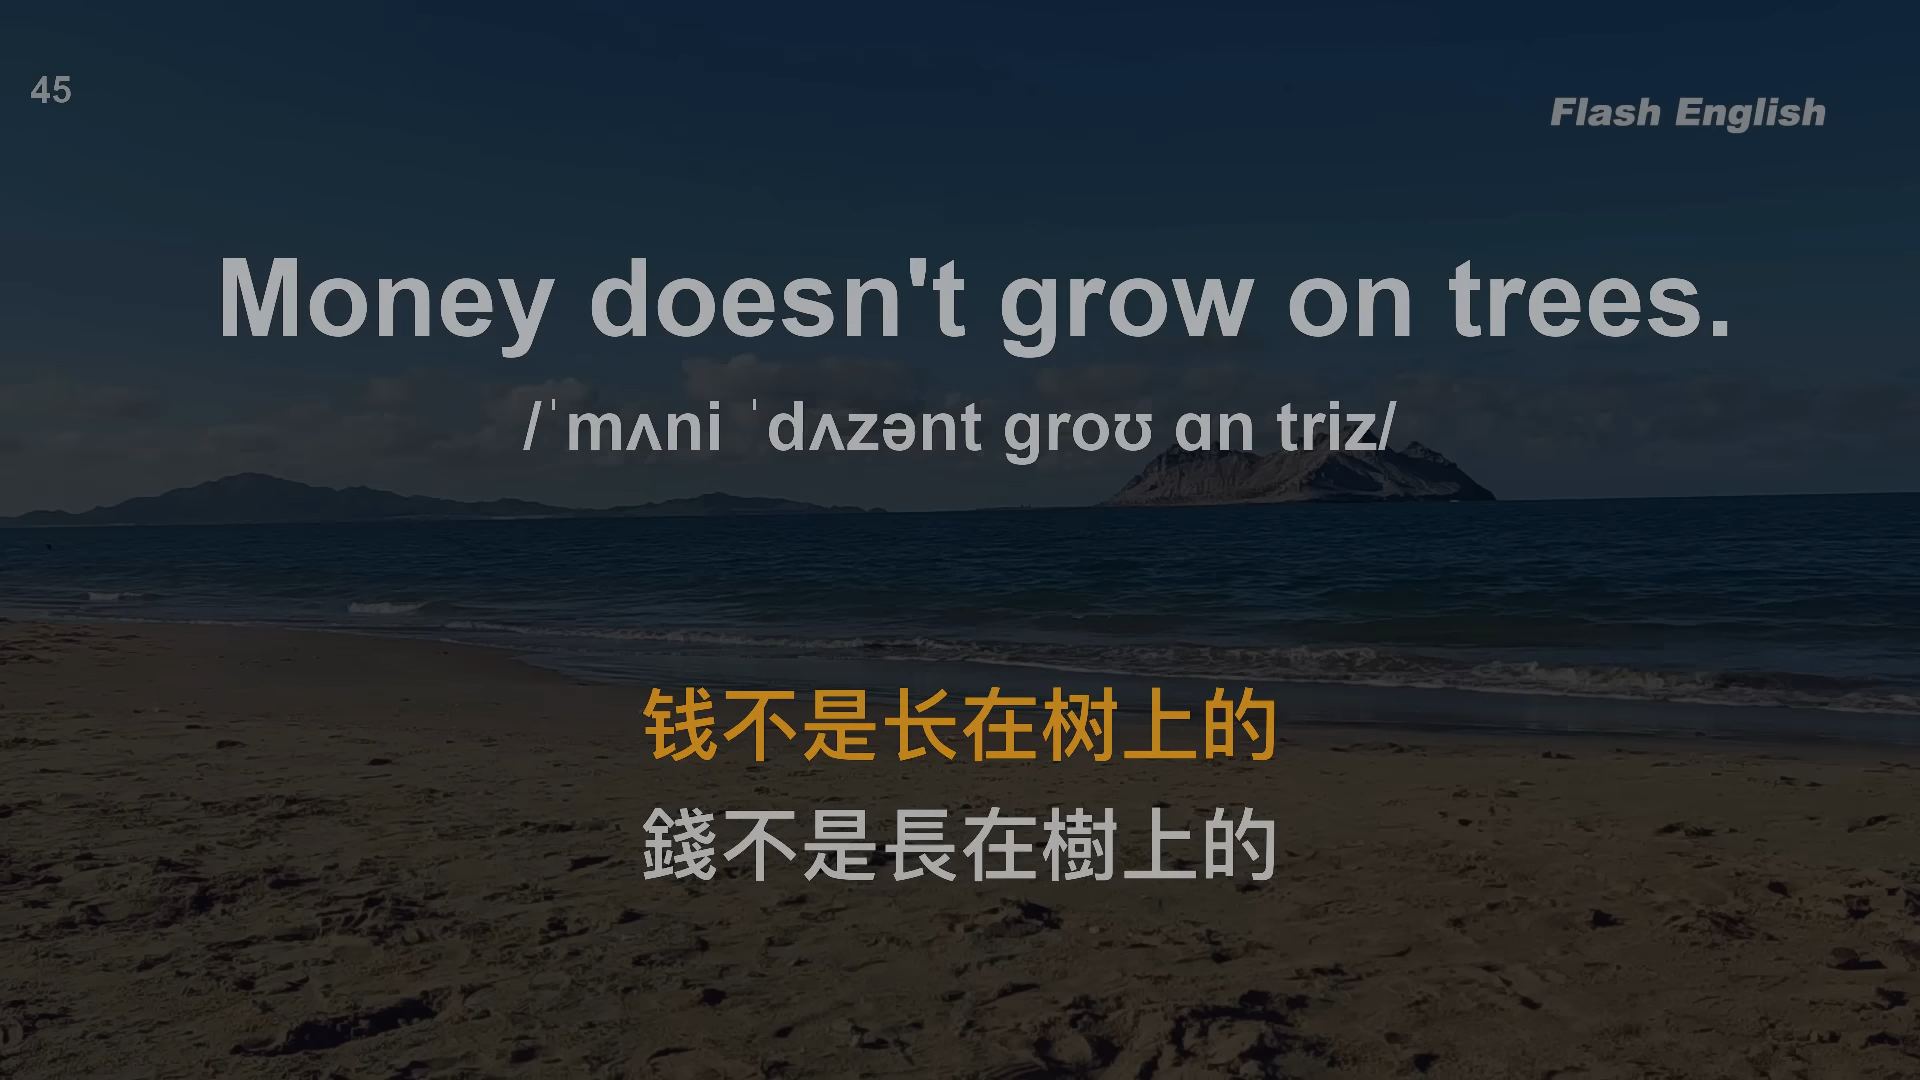 45
Flash English
Money doesn't grow on trees.
/ˈmʌni ˈdʌzənt ɡroʊ ɑn triz/
钱不是长在树上的
錢不是長在樹上的